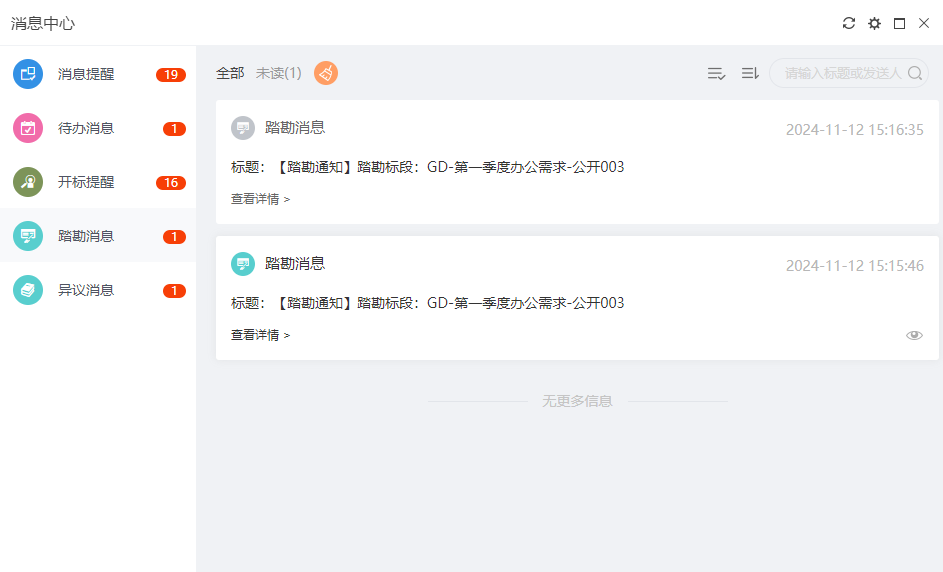 消息中心
消息提醒 19
待办消息 1
开标提醒 16
踏勘消息 1
异议消息 1
全部 未读(1) 请输入标题或发送人
踏勘消息 2024-11-12 15:16:35
标题：【踏勘通知】踏勘标段：GD-第一季度办公需求-公开003
查看详情 >
踏勘消息 2024-11-12 15:15:46
标题：【踏勘通知】踏勘标段：GD-第一季度办公需求-公开003
查看详情 >
无更多信息